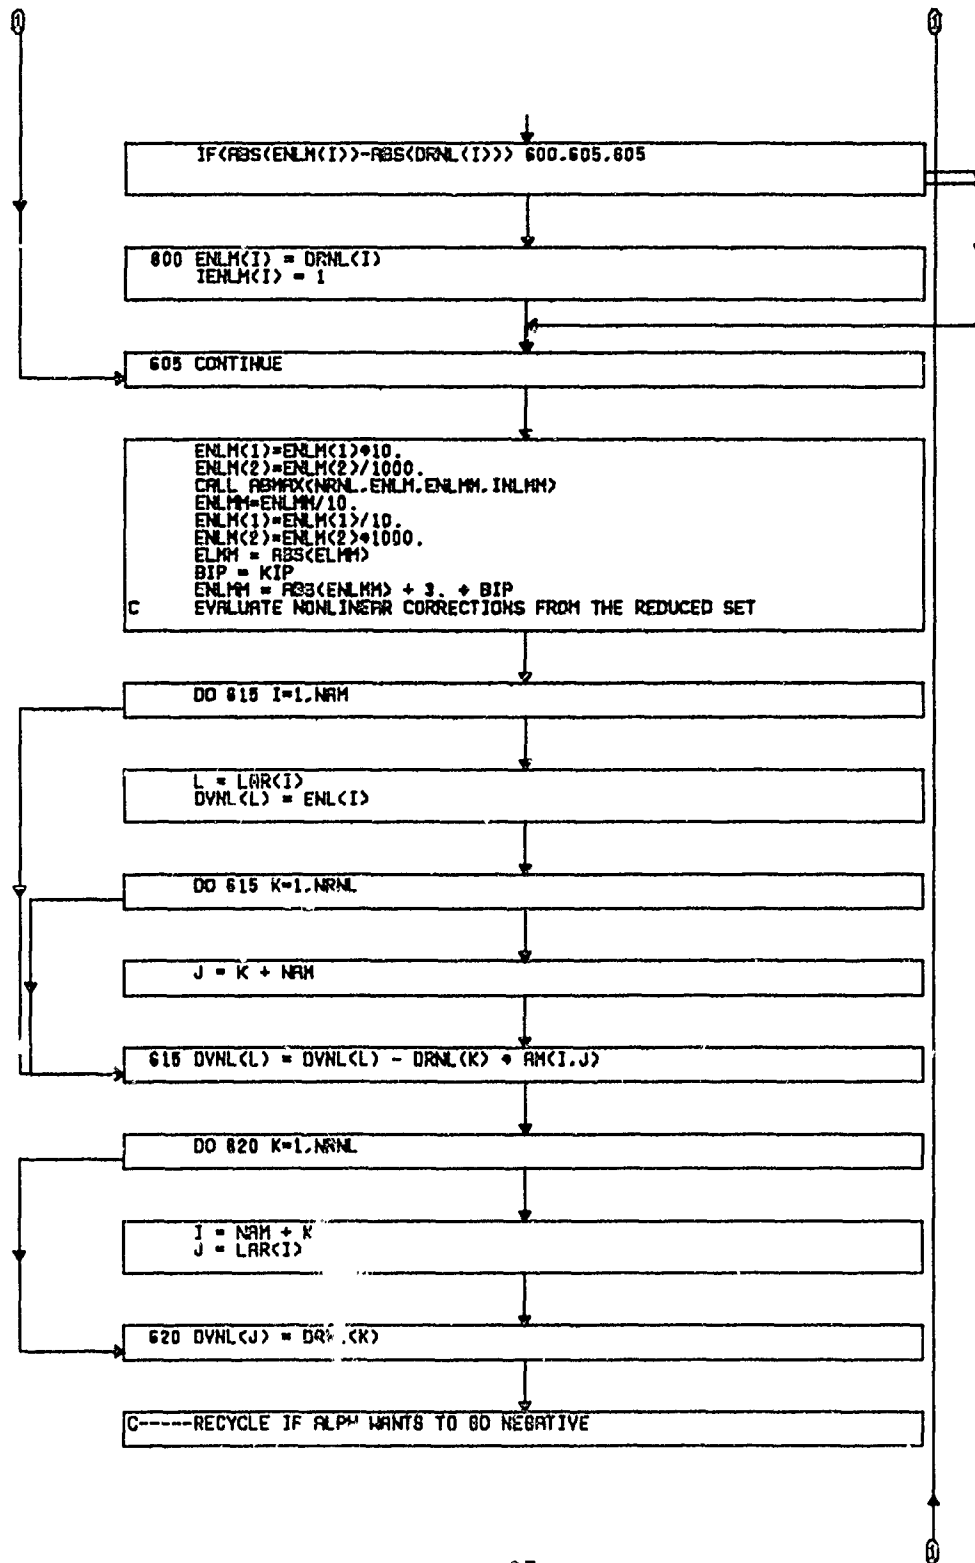 1 1
IF(ABS(ENLM(I))-ABS(DRNL(I))) 600,605,605
600 ENLM(I) = DRNL(I)
IENLM(I) = 1
605 CONTINUE
ENLM(1)=ENLM(1)*10.
ENLM(2)=ENLM(2)/1000.
CALL ABMAX(NRNL,ENLM,ENLMM,INLMM)
ENLMM=ENLMM/10.
ENLM(1)=ENLM(1)/10.
ENLM(2)=ENLM(2)*1000.
ELMM = ABS(ELMM)
BIP = KIP
ENLMM = ABS(ENLMM) + 3. * BIP
C EVALUATE NONLINEAR CORRECTIONS FROM THE REDUCED SET
DO 615 I=1,NAM
L = LAR(I)
DVNL(L) = ENL(I)
DO 615 K=1,NRNL
J = K + NAM
615 DVNL(L) = DVNL(L) - DRNL(K) * AM(I,J)
DO 620 K=1,NRNL
I = NAM + K
J = LAR(I)
620 DVNL(J) = (K)
C-----RECYCLE IF WANTS TO GO NEGATIVE
1